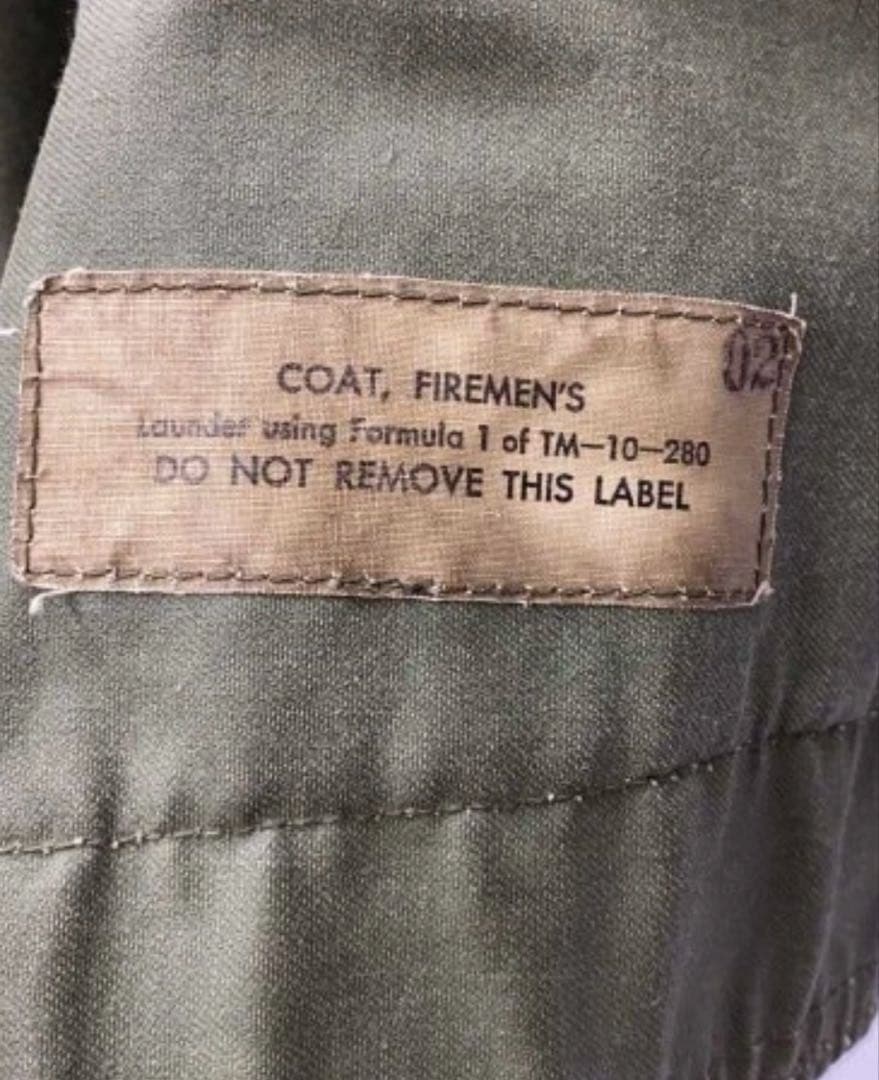 02
COAT, FIREMEN'S
Launder using Formula 1 of TM—10—280
DO NOT REMOVE THIS LABEL